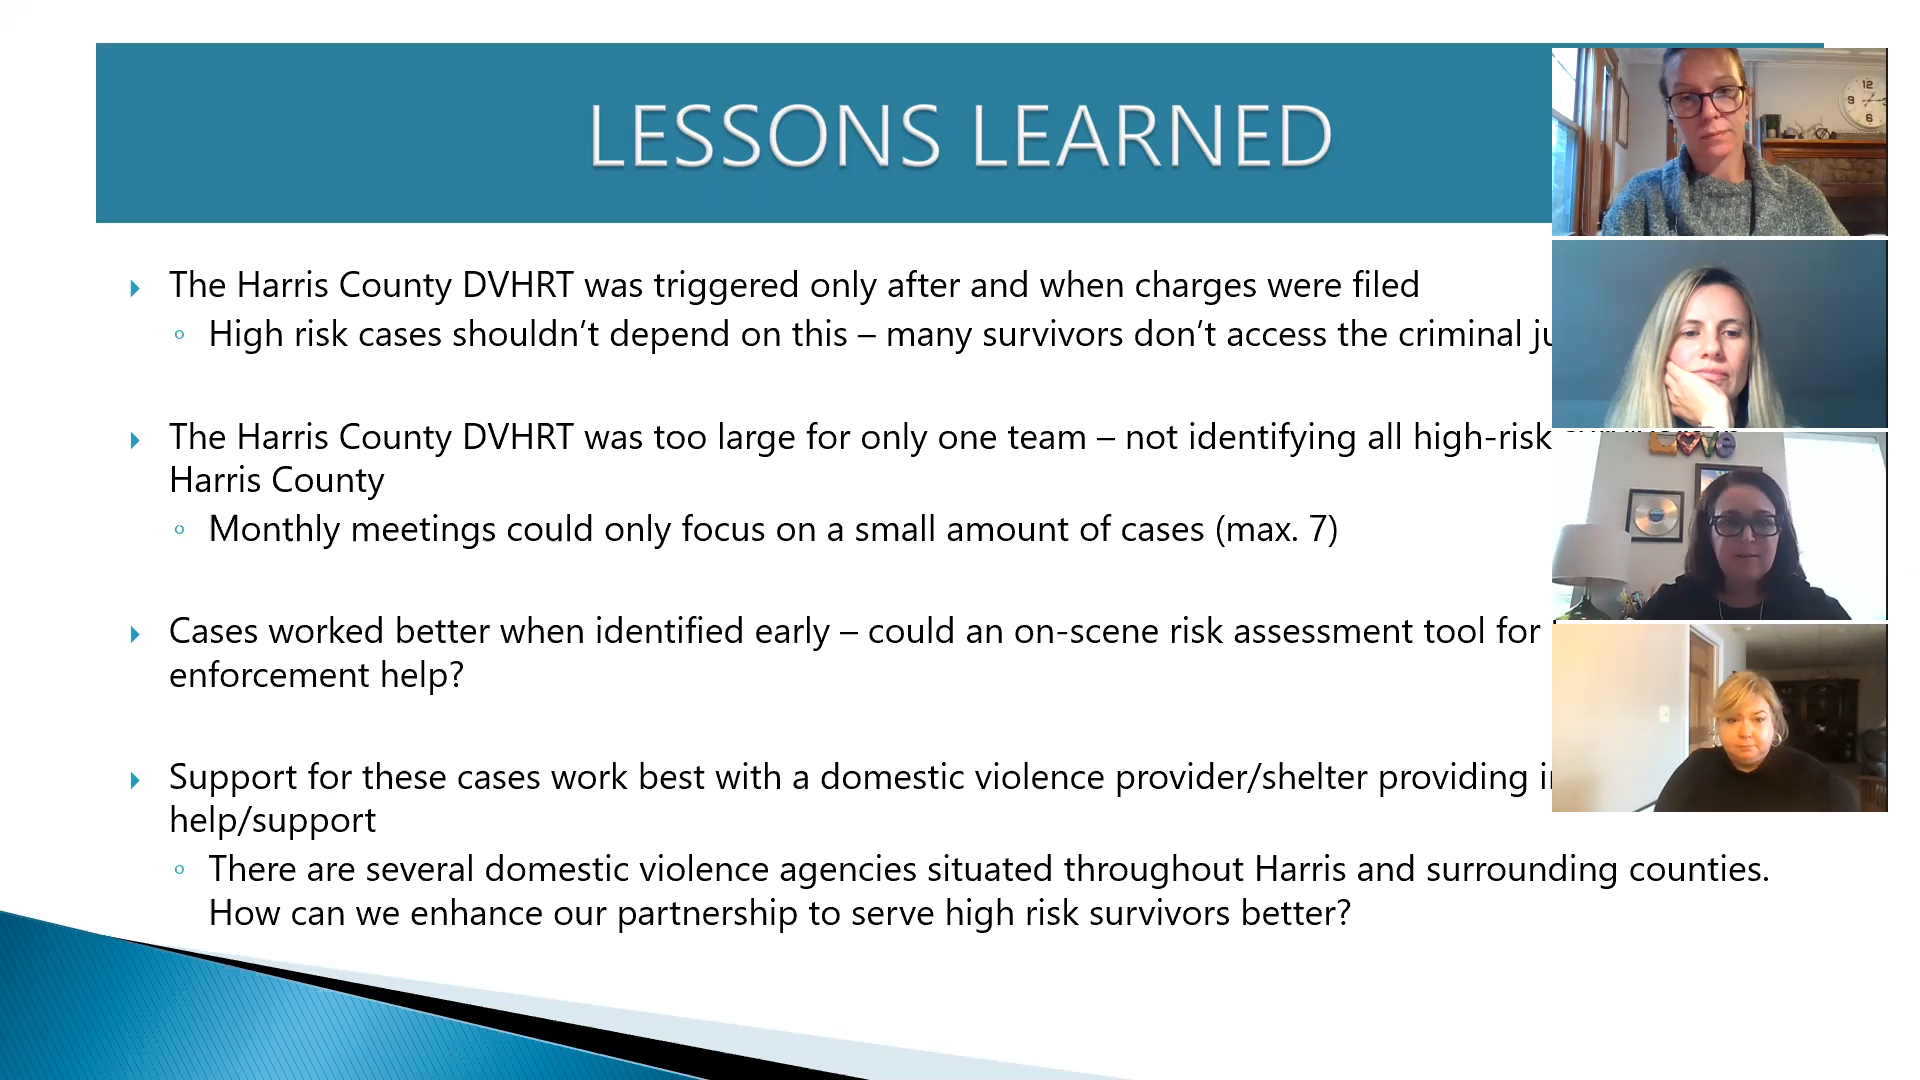 LESSONS LEARNED
The Harris County DVHRT was triggered only after and when charges were filed
High risk cases shouldn’t depend on this – many survivors don’t access the criminal
The Harris County DVHRT was too large for only one team – not identifying all high-risk
Harris County
Monthly meetings could only focus on a small amount of cases (max. 7)
Cases worked better when identified early – could an on-scene risk assessment tool for
enforcement help?
Support for these cases work best with a domestic violence provider/shelter providing
help/support
There are several domestic violence agencies situated throughout Harris and surrounding counties.
How can we enhance our partnership to serve high risk survivors better?
12
9
3
6
Love